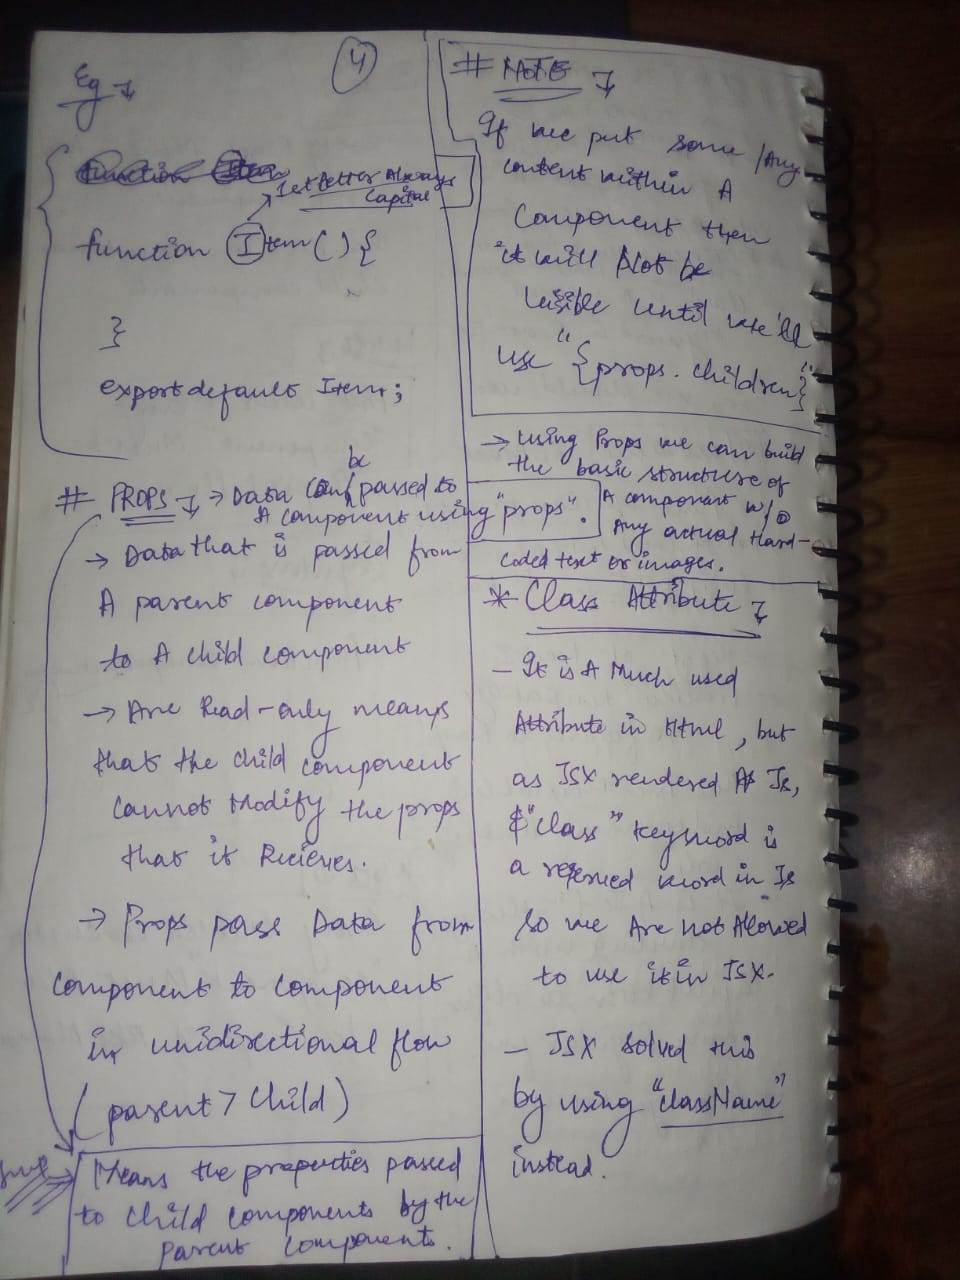 4
Eg
1st letter Always
Capital
function Item() {
}
export default Item;
# PROPS → Data can be passed to
A component using "props".
→ Data that is passed from
A parent component
to A child component
→ Are Read-only means
that the child component
cannot Modify the props
that it Recieves.
→ Props pass Data from
component to component
in unidirectional flow
(parent > Child)
Means the properties passed
to child components by the
parent components.
# NOTE
If we put some / Any
content within A
Component then
it will Not be
visible until we'll
use "{props.children}"
→ Using Props we can build
the basic structure of
A component w/o
Any actual Hard-
coded text or images.
* Class Attribute
- It is A Much used
Attribute in Html, but
as JSX rendered As Js,
& "class" keyword is
a reserved word in Js
So we Are not Allowed
to use it in JSX.
- JSX solved this
by using "className"
instead.